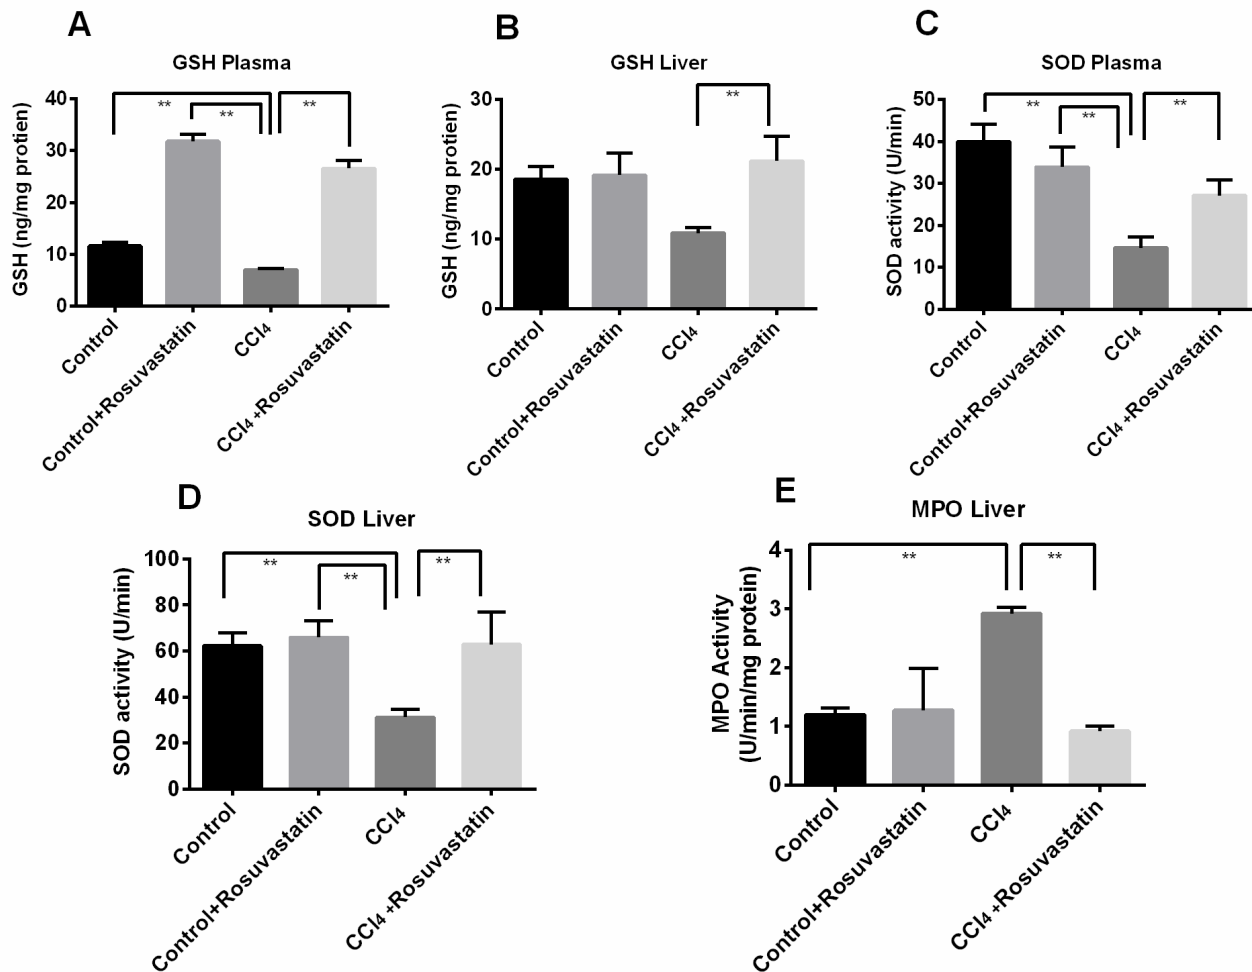 A
GSH Plasma
GSH (ng/mg protien)
40
30
20
10
0
**
**
**
Control
Control+Rosuvastatin
CCl₄
CCl₄ +Rosuvastatin
B
GSH Liver
GSH (ng/mg protien)
30
20
10
0
**
Control
Control+Rosuvastatin
CCl₄
CCl₄ +Rosuvastatin
C
SOD Plasma
SOD activity (U/min)
50
40
30
20
10
0
**
**
**
Control
Control+Rosuvastatin
CCl₄
CCl₄ +Rosuvastatin
D
SOD Liver
SOD activity (U/min)
100
80
60
40
20
0
**
**
**
Control
Control+Rosuvastatin
CCl₄
CCl₄ +Rosuvastatin
E
MPO Liver
MPO Activity
(U/min/mg protein)
4
3
2
1
0
**
**
Control
Control+Rosuvastatin
CCl₄
CCl₄ +Rosuvastatin